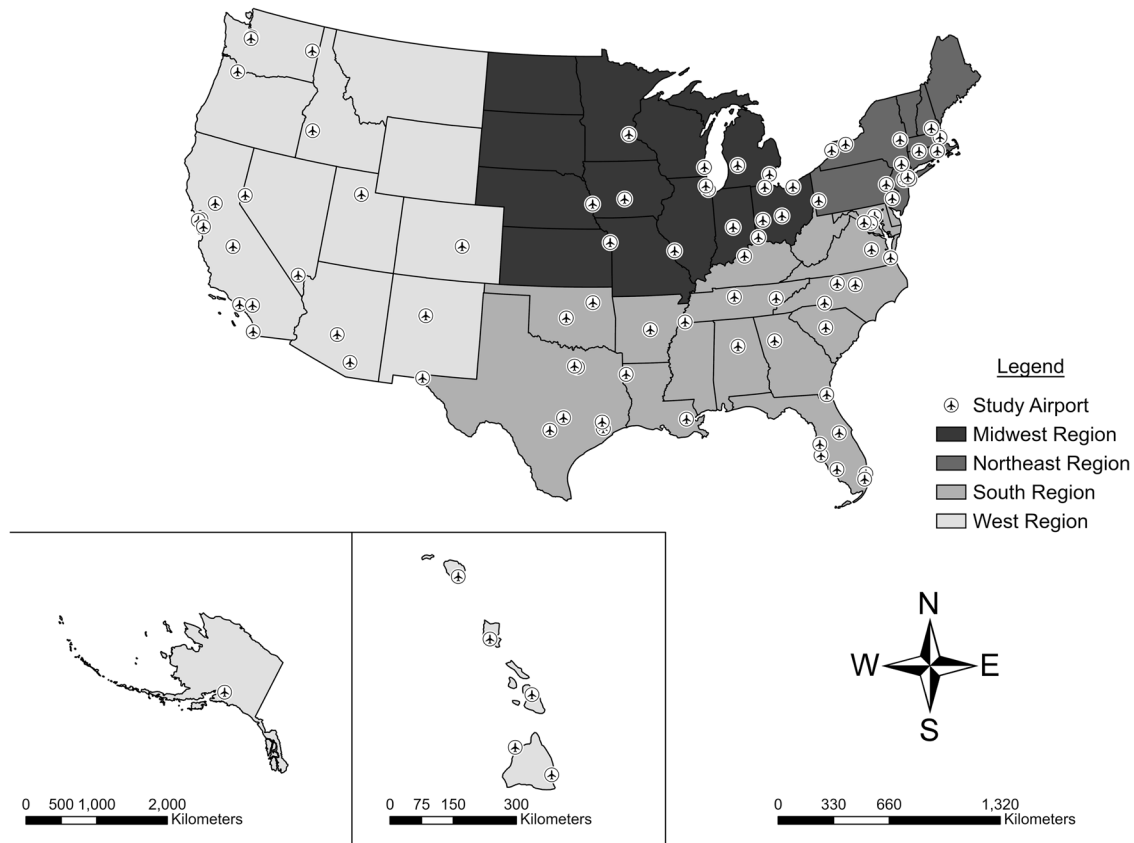 Legend
Study Airport
Midwest Region
Northeast Region
South Region
West Region
N
W E
S
0 500 1,000 2,000
Kilometers
0 75 150 300
Kilometers
0 330 660 1,320
Kilometers